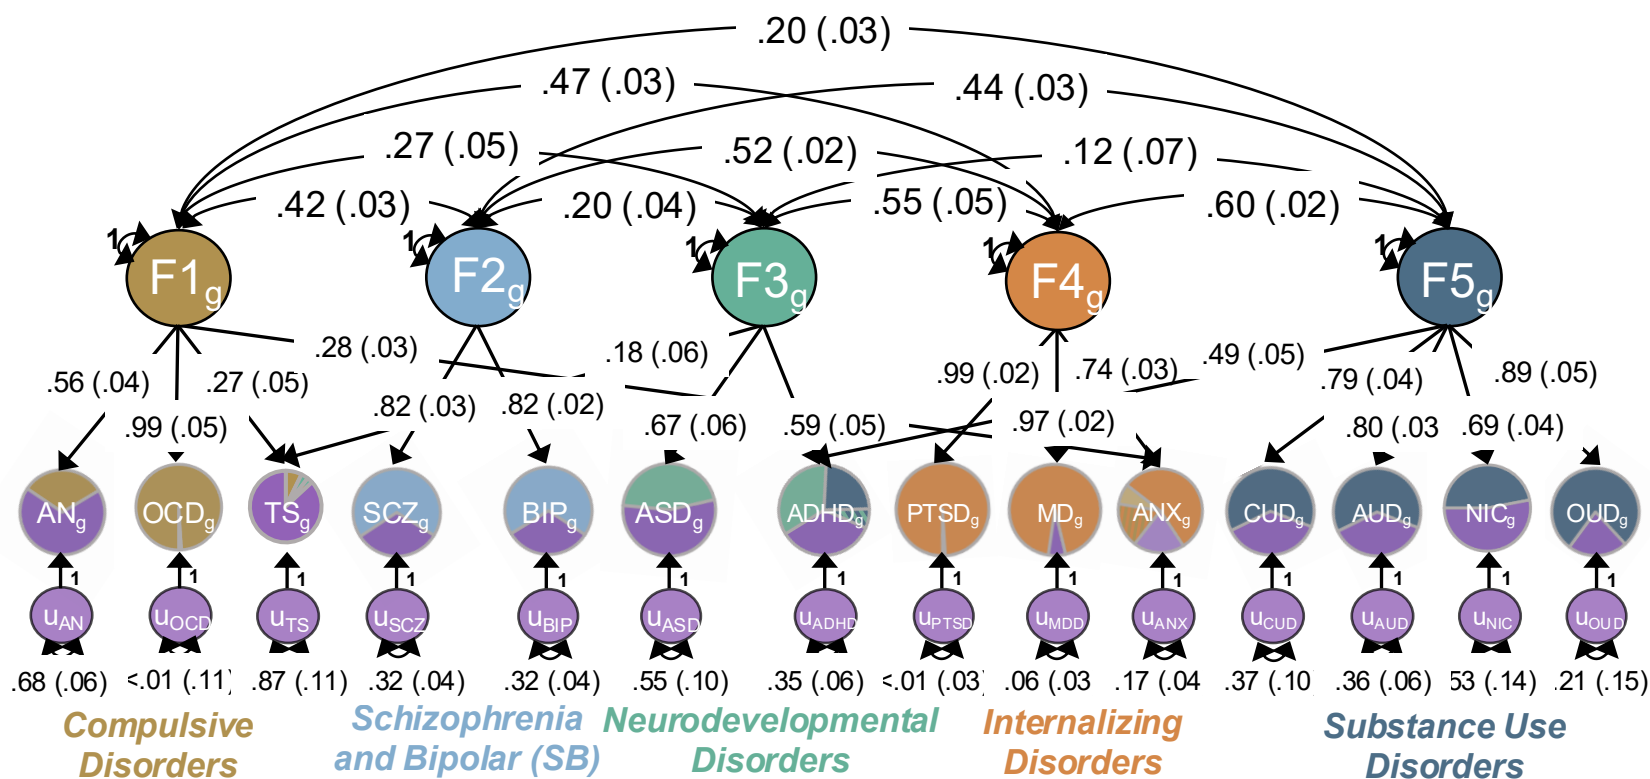 .20 (.03)
.47 (.03)
.44 (.03)
.27 (.05)
.52 (.02)
.12 (.07)
.42 (.03)
.20 (.04)
.55 (.05)
.60 (.02)
1 1 1 1 1
F1g F2g F3g F4g F5g
.28 (.03)
.18 (.06)
.49 (.05)
.56 (.04)
.27 (.05)
.99 (.02)
.74 (.03)
.79 (.04)
.89 (.05)
.82 (.03)
.82 (.02)
.99 (.05)
.67 (.06)
.59 (.05)
.97 (.02)
.80 (.03
.69 (.04)
ANg OCDg TSg SCZg BIPg ASDg ADHDg PTSDg MDg ANXg CUDg AUDg NICg OUDg
1 1 1 1 1 1 1 1 1 1 1 1 1 1
uAN uOCD uTS uSCZ uBIP uASD uADHD uPTSD uMDD uANX uCUD uAUD uNIC uOUD
.68 (.06) <.01 (.11) .87 (.11) .32 (.04) .32 (.04) .55 (.10) .35 (.06) <.01 (.03) .06 (.03 .17 (.04 .37 (.10 .36 (.06) 53 (.14) .21 (.15)
Compulsive
Disorders
Schizophrenia
and Bipolar (SB)
Neurodevelopmental
Disorders
Internalizing
Disorders
Substance Use
Disorders